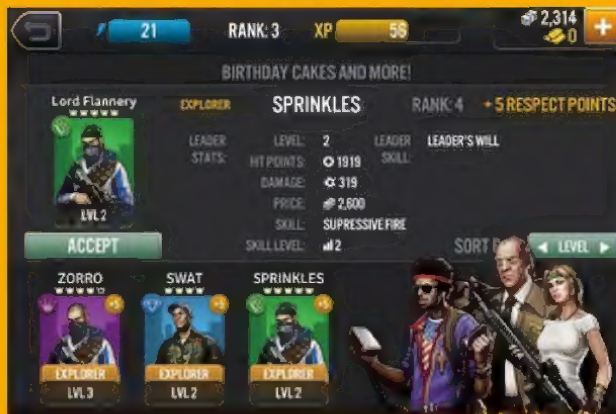 21 RANK: 3 XP 56 2,314
0
BIRTHDAY CAKES AND MORE!
Lord Flannery EXPLORER SPRINKLES RANK: 4 +5 RESPECT POINTS
LEADER STATS: LEVEL: 2 LEADER SKILL: LEADER'S WILL
HIT POINTS: 1919
DAMAGE: 319
PRICE: 2,600
LVL 2 SKILL: SUPRESSIVE FIRE
ACCEPT SKILL LEVEL: 2 SORT LEVEL
ZORRO SWAT SPRINKLES
+5 +5 +5
EXPLORER EXPLORER EXPLORER
LVL 3 LVL 2 LVL 2